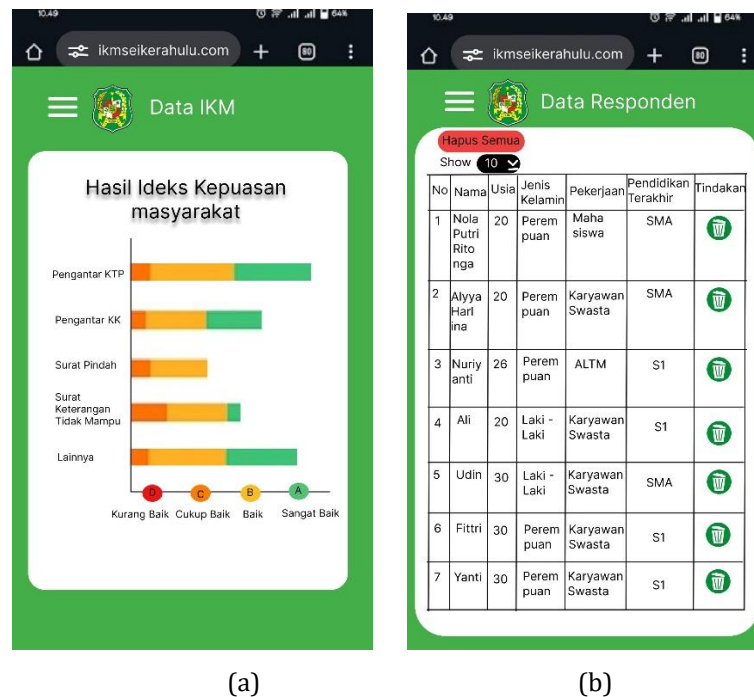 10.49
64%
ikmseikerahulu.com
80
Data IKM
Hasil Ideks Kepuasan
masyarakat
Pengantar KTP
Pengantar KK
Surat Pindah
Surat
Keterangan
Tidak Mampu
Lainnya
D C B A
Kurang Baik Cukup Baik Baik Sangat Baik
(a)
10.49
64%
ikmseikerahulu.com
80
Data Responden
Hapus Semua
Show 10
No Nama Usia Jenis Kelamin Pekerjaan Pendidikan Terakhir Tindakan
1 Nola Putri Rito nga 20 Perem puan Maha siswa SMA
2 Alyya Harl ina 20 Perem puan Karyawan Swasta SMA
3 Nuriy anti 26 Perem puan ALTM S1
4 Ali 20 Laki - Laki Karyawan Swasta S1
5 Udin 30 Laki - Laki Karyawan Swasta SMA
6 Fittri 30 Perem puan Karyawan Swasta S1
7 Yanti 30 Perem puan Karyawan Swasta S1
(b)